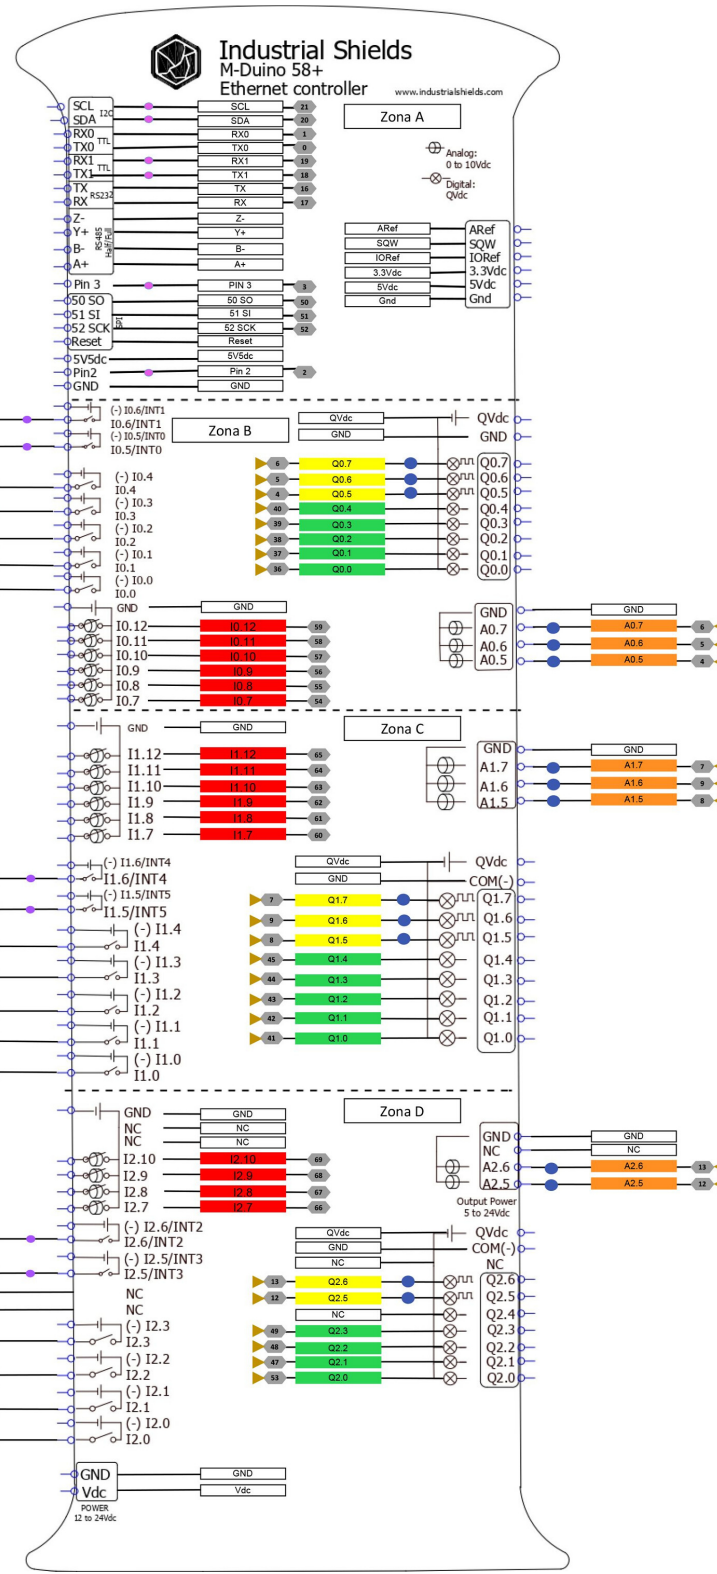 Industrial Shields
M-Duino 58+
Ethernet controller
www.industrialshields.com
Zona A
Analog:
0 to 10Vdc
Digital:
QVdc
SCL SCL 21
I2C
SDA SDA 20
RX0 RX0 1
TTL
TX0 TX0 0
RX1 RX1 19
TTL
TX1 TX1 18
TX TX 16
RS232
RX RX 17
Z- Z-
Y+ Y+
RS485
Half/Full
B- B-
A+ A+
Pin 3 PIN 3 3
50 SO 50 SO 50
51 SI 51 SI 51
SPI
52 SCK 52 SCK 52
Reset Reset
5V5dc 5V5dc
Pin2 Pin 2 2
GND GND
ARef ARef
SQW SQW
IORef IORef
3.3Vdc 3.3Vdc
5Vdc 5Vdc
Gnd Gnd
Zona B
(-) I0.6/INT1
I0.6/INT1
(-) I0.5/INT0
I0.5/INT0
(-) I0.4
I0.4
(-) I0.3
I0.3
(-) I0.2
I0.2
(-) I0.1
I0.1
(-) I0.0
I0.0
GND GND
I0.12 I0.12 59
I0.11 I0.11 58
I0.10 I0.10 57
I0.9 I0.9 56
I0.8 I0.8 55
I0.7 I0.7 54
QVdc QVdc
GND GND
6 Q0.7 Q0.7
5 Q0.6 Q0.6
4 Q0.5 Q0.5
40 Q0.4 Q0.4
39 Q0.3 Q0.3
38 Q0.2 Q0.2
37 Q0.1 Q0.1
36 Q0.0 Q0.0
GND GND
A0.7 A0.7 6
A0.6 A0.6 5
A0.5 A0.5 4
Zona C
GND GND
I1.12 I1.12 65
I1.11 I1.11 64
I1.10 I1.10 63
I1.9 I1.9 62
I1.8 I1.8 61
I1.7 I1.7 60
(-) I1.6/INT4
I1.6/INT4
(-) I1.5/INT5
I1.5/INT5
(-) I1.4
I1.4
(-) I1.3
I1.3
(-) I1.2
I1.2
(-) I1.1
I1.1
(-) I1.0
I1.0
GND GND
A1.7 A1.7 7
A1.6 A1.6 9
A1.5 A1.5 8
QVdc QVdc
GND COM(-)
7 Q1.7 Q1.7
9 Q1.6 Q1.6
8 Q1.5 Q1.5
45 Q1.4 Q1.4
44 Q1.3 Q1.3
43 Q1.2 Q1.2
42 Q1.1 Q1.1
41 Q1.0 Q1.0
Zona D
GND GND
NC NC
NC NC
I2.10 I2.10 69
I2.9 I2.9 68
I2.8 I2.8 67
I2.7 I2.7 66
(-) I2.6/INT2
I2.6/INT2
(-) I2.5/INT3
I2.5/INT3
NC
NC
(-) I2.3
I2.3
(-) I2.2
I2.2
(-) I2.1
I2.1
(-) I2.0
I2.0
GND GND
NC NC
A2.6 A2.6 13
A2.5 A2.5 12
Output Power
5 to 24Vdc
QVdc QVdc
GND COM(-)
NC NC
13 Q2.6 Q2.6
12 Q2.5 Q2.5
NC Q2.4
49 Q2.3 Q2.3
48 Q2.2 Q2.2
47 Q2.1 Q2.1
53 Q2.0 Q2.0
GND GND
Vdc Vdc
POWER
12 to 24Vdc